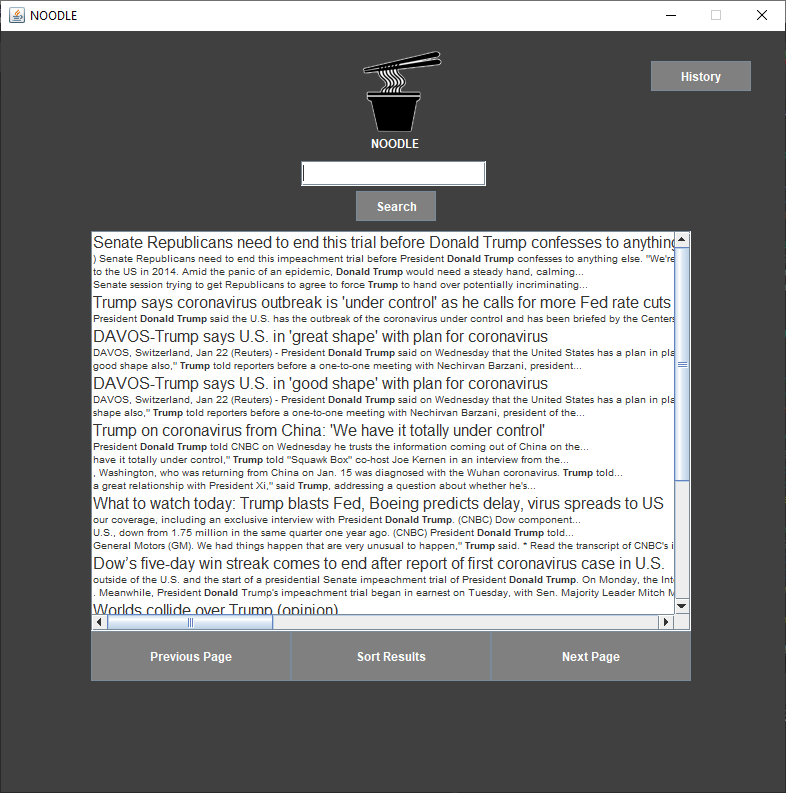 NOODLE
History
NOODLE
Search
Senate Republicans need to end this trial before Donald Trump confesses to anything
) Senate Republicans need to end this impeachment trial before President Donald Trump confesses to anything else. "We're
to the US in 2014. Amid the panic of an epidemic, Donald Trump would need a steady hand, calming...
Senate session trying to get Republicans to agree to force Trump to hand over potentially incriminating...
Trump says coronavirus outbreak is 'under control' as he calls for more Fed rate cuts
President Donald Trump said the U.S. has the outbreak of the coronavirus under control and has been briefed by the Centers
DAVOS-Trump says U.S. in 'great shape' with plan for coronavirus
DAVOS, Switzerland, Jan 22 (Reuters) - President Donald Trump said on Wednesday that the United States has a plan in pla
good shape also," Trump told reporters before a one-to-one meeting with Nechirvan Barzani, president...
DAVOS-Trump says U.S. in 'good shape' with plan for coronavirus
DAVOS, Switzerland, Jan 22 (Reuters) - President Donald Trump said on Wednesday that the United States has a plan in pla
shape also," Trump told reporters before a one-to-one meeting with Nechirvan Barzani, president of the...
Trump on coronavirus from China: 'We have it totally under control'
President Donald Trump told CNBC on Wednesday he trusts the information coming out of China on the...
have it totally under control," Trump told "Squawk Box" co-host Joe Kernen in an interview from the...
, Washington, who was returning from China on Jan. 15 was diagnosed with the Wuhan coronavirus. Trump told...
a great relationship with President Xi," said Trump, addressing a question about whether he's...
What to watch today: Trump blasts Fed, Boeing predicts delay, virus spreads to US
our coverage, including an exclusive interview with President Donald Trump. (CNBC) Dow component...
U.S., down from 1.75 million in the same quarter one year ago. (CNBC) President Donald Trump told...
General Motors (GM). We had things happen that are very unusual to happen," Trump said. * Read the transcript of CNBC's i
Dow's five-day win streak comes to end after report of first coronavirus case in U.S.
outside of the U.S. and the start of a presidential Senate impeachment trial of President Donald Trump. On Monday, the Int
. Meanwhile, President Donald Trump's impeachment trial began in earnest on Tuesday, with Sen. Majority Leader Mitch M
Worlds collide over Trump (opinion)
Previous Page
Sort Results
Next Page